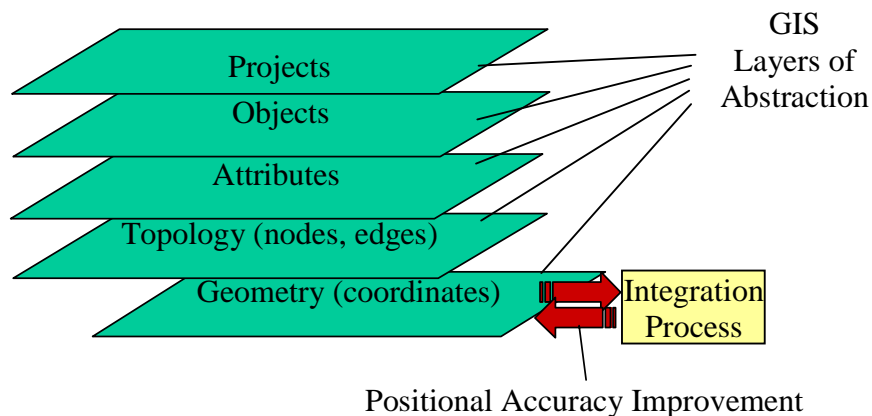 GIS
Layers of
Abstraction
Projects
Objects
Attributes
Topology (nodes, edges)
Geometry (coordinates)
Integration
Process
Positional Accuracy Improvement